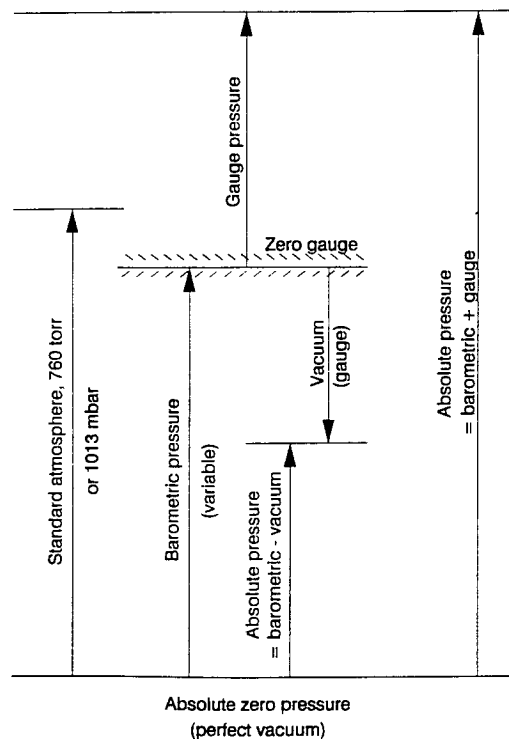 Gauge pressure
Zero gauge
Standard atmosphere, 760 torr
or 1013 mbar
Barometric pressure
(variable)
Vacuum
(gauge)
Absolute pressure
= barometric - vacuum
Absolute pressure
= barometric + gauge
Absolute zero pressure
(perfect vacuum)